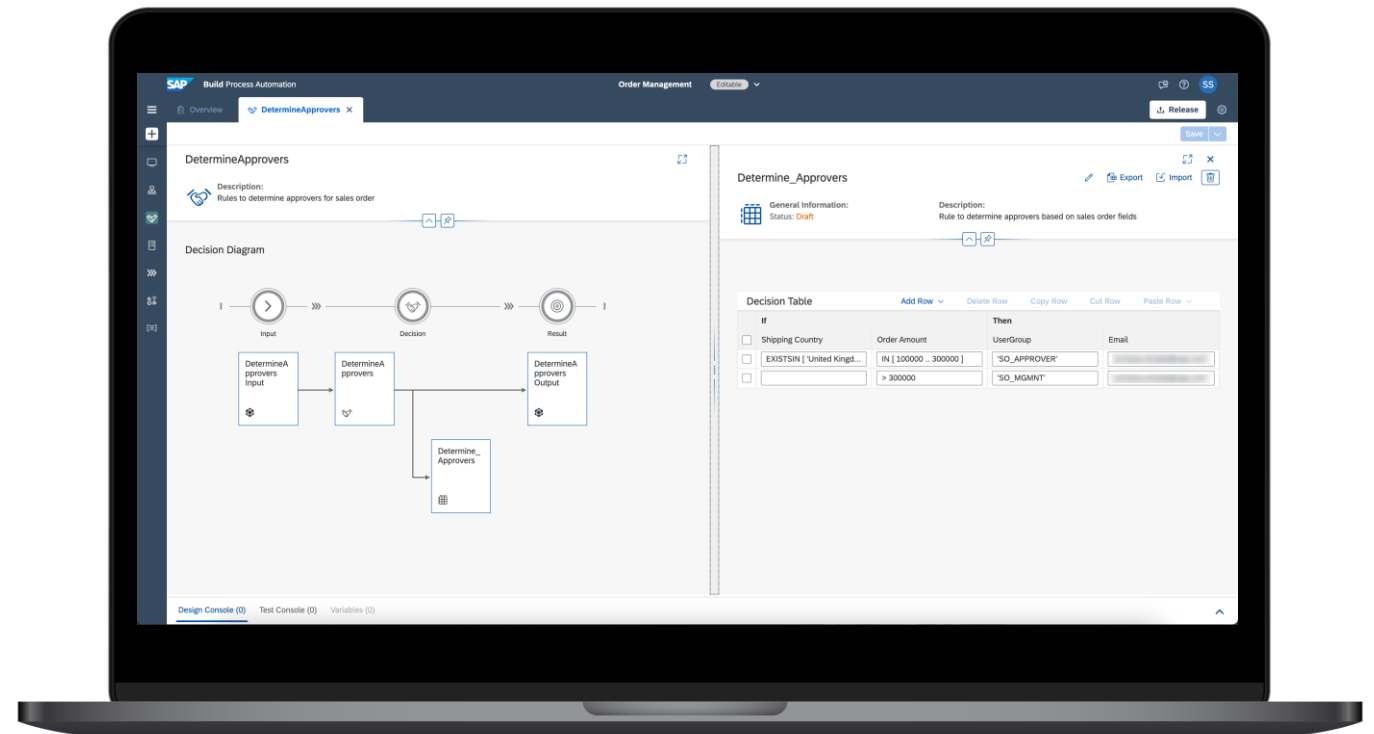 SAP Build Process Automation
Order Management Editable
SS
Overview
DetermineApprovers
Release
Save
DetermineApprovers
Description:
Rules to determine approvers for sales order
Decision Diagram
Input
Decision
Result
DetermineA
pprovers
Input
DetermineA
pprovers
DetermineA
pprovers
Output
Determine_
Approvers
Determine_Approvers
Export
Import
General Information:
Status: Draft
Description:
Rule to determine approvers based on sales order fields
Decision Table
Add Row Delete Row Copy Row Cut Row Paste Row
If Then
Shipping Country Order Amount UserGroup Email
EXISTSIN [ 'United Kingd... IN [ 100000 .. 300000 ] 'SO_APPROVER'
> 300000 'SO_MGMNT'
Design Console (0) Test Console (0) Variables (0)